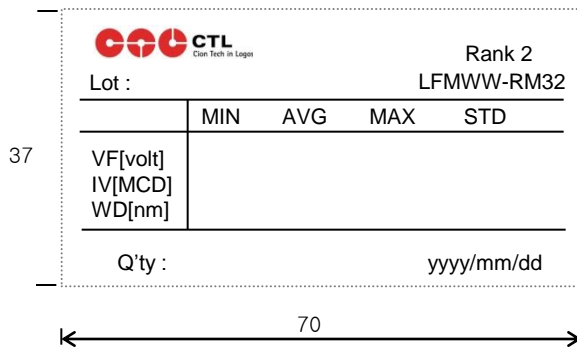 CTL
Cion Tech in Logos
Rank 2
Lot :
LFMWW-RM32
MIN AVG MAX STD
37
VF[volt]
IV[MCD]
WD[nm]
Q'ty :
yyyy/mm/dd
70